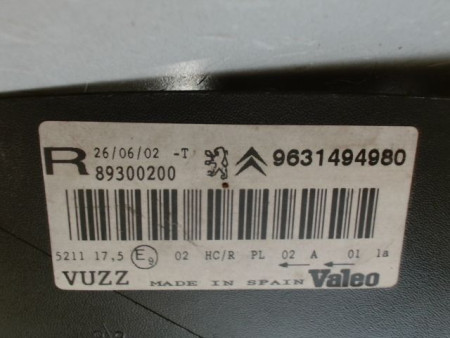 R 26/06/02 -T 9631494980
89300200
5211 17,5 E9 02 HC/R PL 02 A 01 1a
VUZZ MADE IN SPAIN Valeo